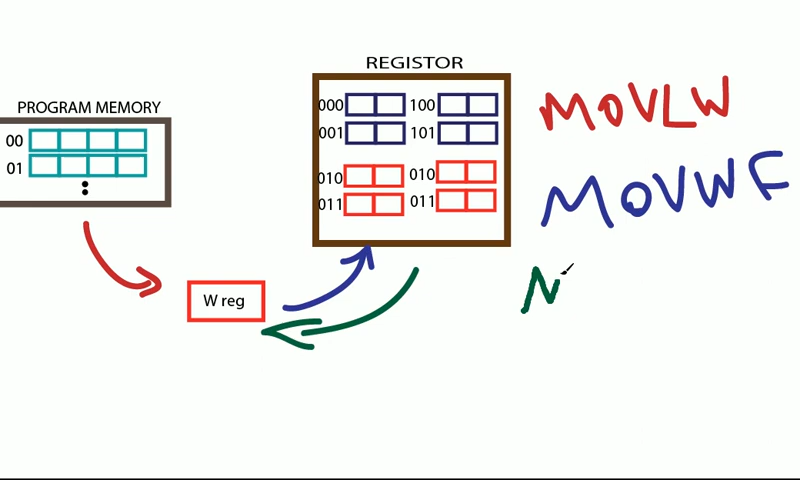 REGISTOR
PROGRAM MEMORY
00
01
000 100
001 101
010 010
011 011
W reg
MOVLW
MOVWF